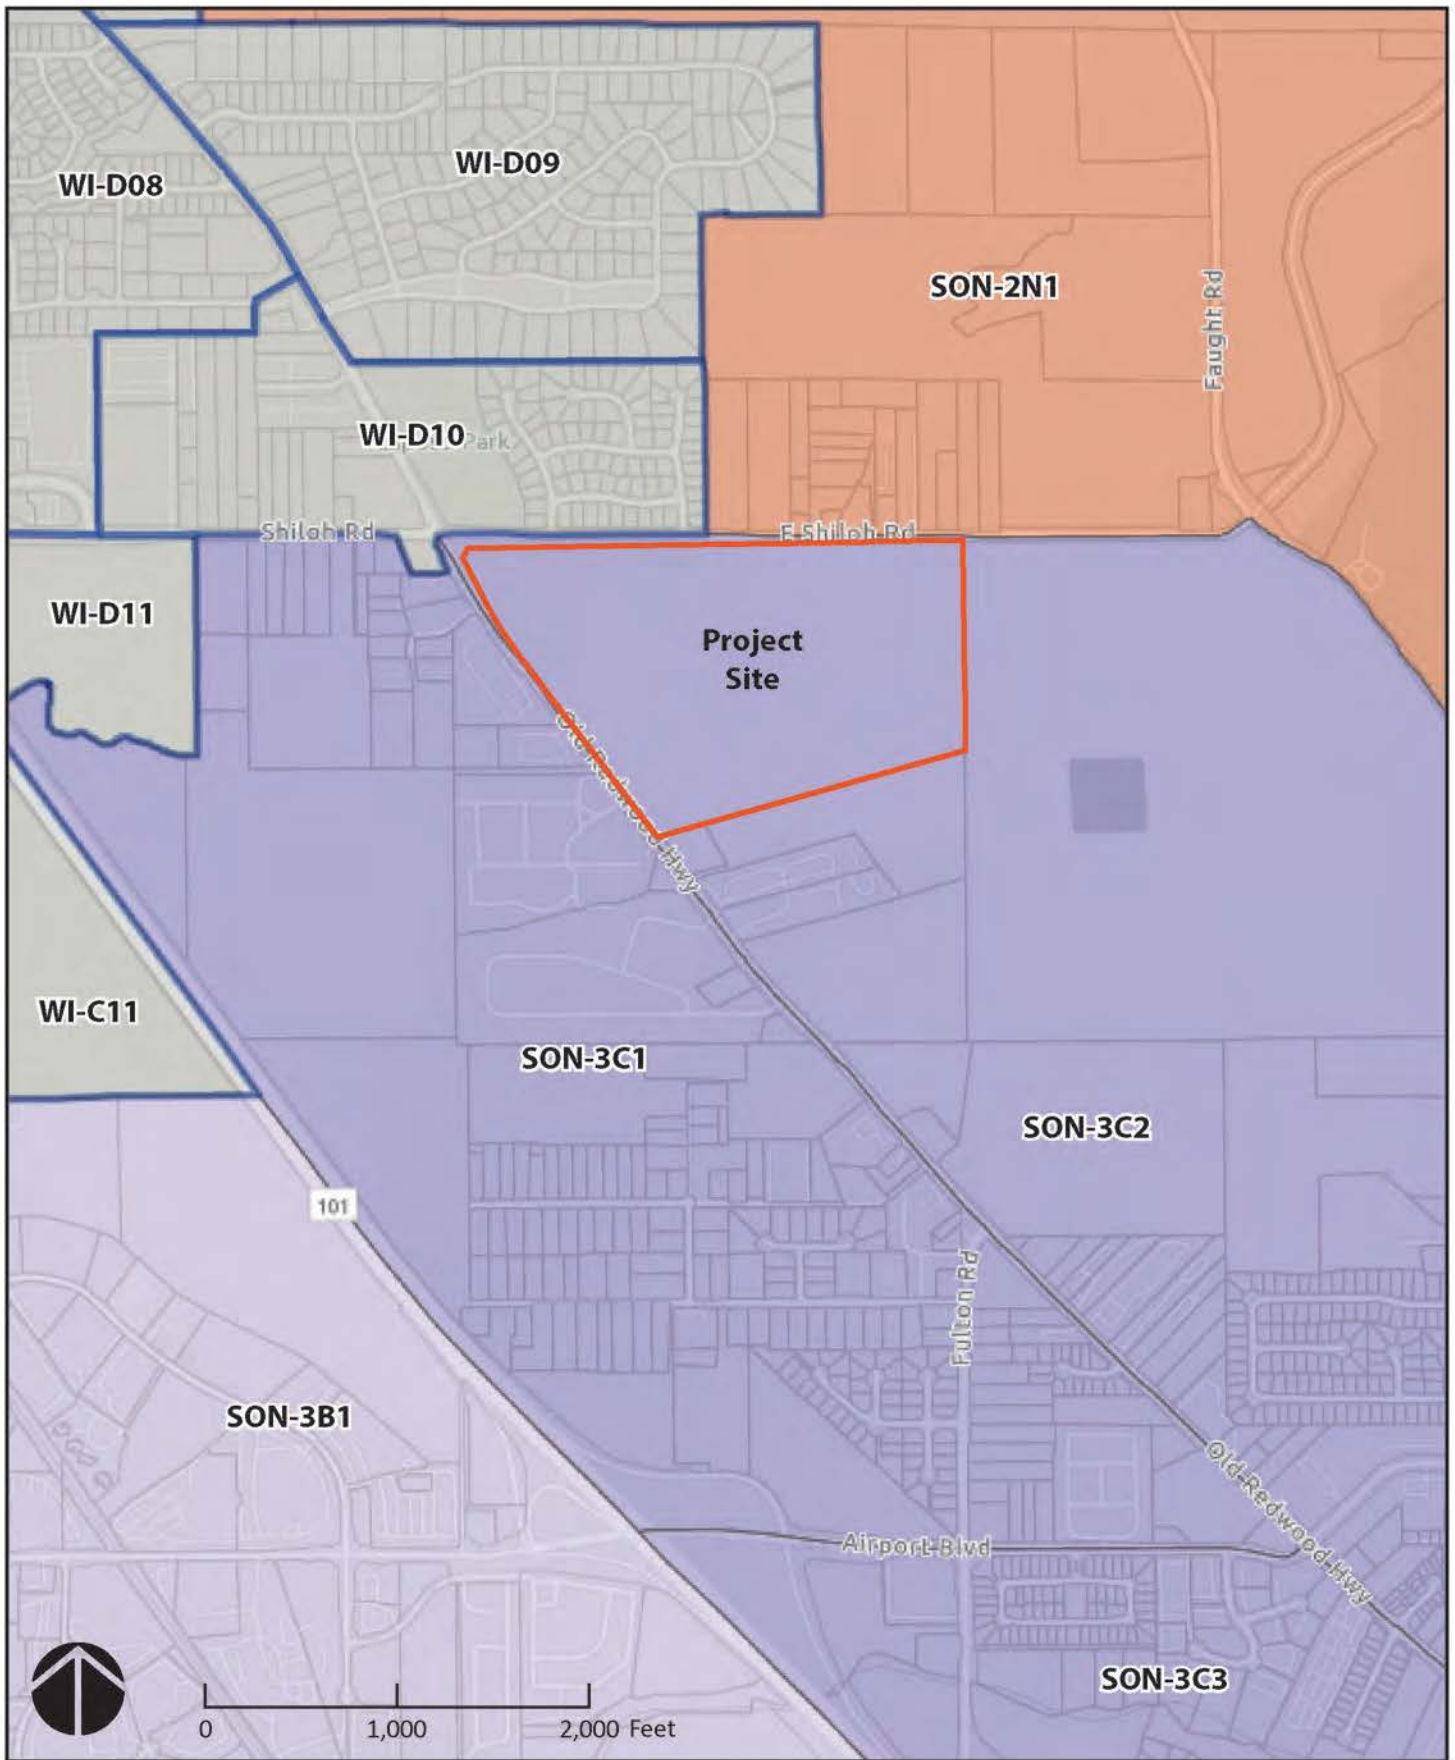 WI-D09
WI-D08
SON-2N1
Faught Rd
WI-D10
Park
Shiloh Rd
E Shiloh Rd
WI-D11
Project
Site
Old Redwood Hwy
WI-C11
SON-3C1
SON-3C2
101
Fulton Rd
SON-3B1
Old Redwood Hwy
Airport Blvd
SON-3C3
0 1,000 2,000 Feet